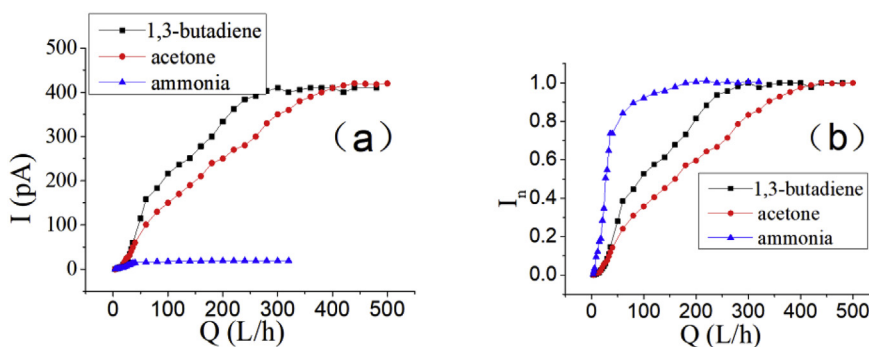 1,3-butadiene
acetone
ammonia
500
400
300
200
100
0
I (pA)
(a)
0 100 200 300 400 500
Q (L/h)
1.0
0.8
0.6
0.4
0.2
0.0
I_n
(b)
1,3-butadiene
acetone
ammonia
0 100 200 300 400 500
Q (L/h)